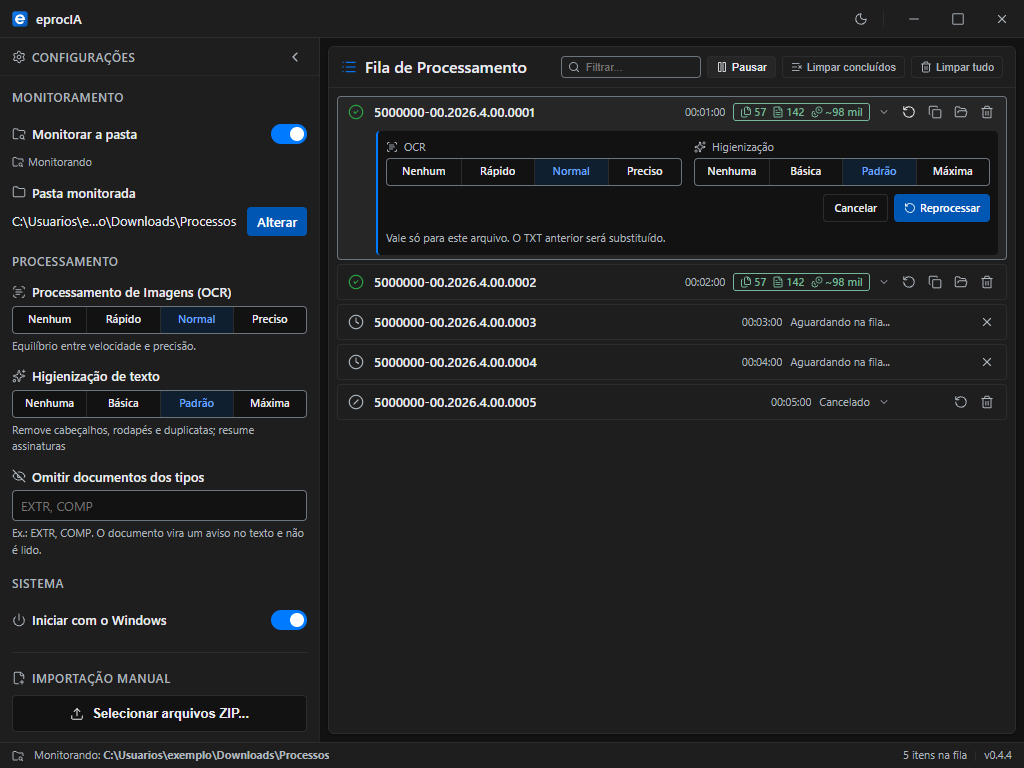 eprocIA
CONFIGURAÇÕES
MONITORAMENTO
Monitorar a pasta
Monitorando
Pasta monitorada
C:\Usuarios\e...o\Downloads\Processos
Alterar
PROCESSAMENTO
Processamento de Imagens (OCR)
Nenhum Rápido Normal Preciso
Equilíbrio entre velocidade e precisão.
Higienização de texto
Nenhuma Básica Padrão Máxima
Remove cabeçalhos, rodapés e duplicatas; resume
assinaturas
Omitir documentos dos tipos
EXTR, COMP
Ex.: EXTR, COMP. O documento vira um aviso no texto e não
é lido.
SISTEMA
Iniciar com o Windows
IMPORTAÇÃO MANUAL
Selecionar arquivos ZIP...
Fila de Processamento
Filtrar...
Pausar
Limpar concluídos
Limpar tudo
5000000-00.2026.4.00.0001 00:01:00 57 142 ~98 mil
OCR
Nenhum Rápido Normal Preciso
Higienização
Nenhuma Básica Padrão Máxima
Cancelar Reprocessar
Vale só para este arquivo. O TXT anterior será substituído.
5000000-00.2026.4.00.0002 00:02:00 57 142 ~98 mil
5000000-00.2026.4.00.0003 00:03:00 Aguardando na fila...
5000000-00.2026.4.00.0004 00:04:00 Aguardando na fila...
5000000-00.2026.4.00.0005 00:05:00 Cancelado
Monitorando: C:\Usuarios\exemplo\Downloads\Processos
5 itens na fila v0.4.4